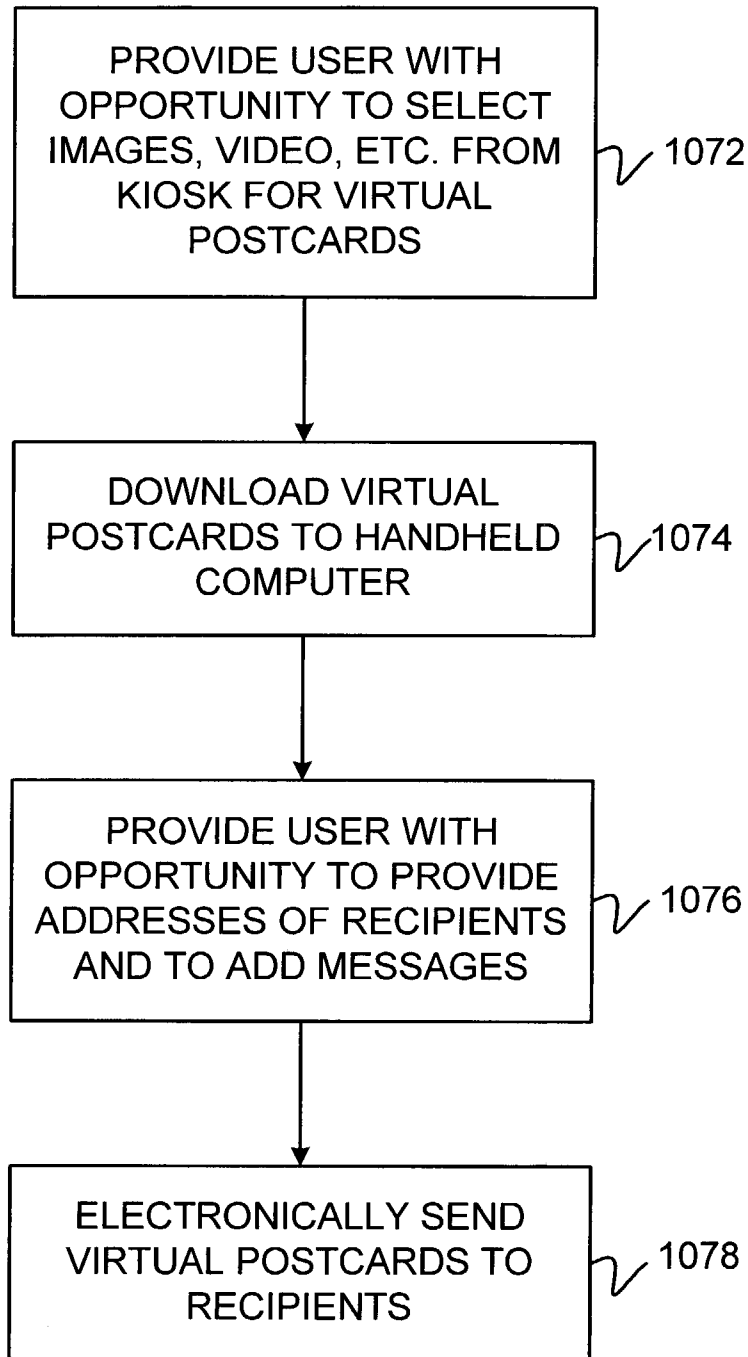 PROVIDE USER WITH
OPPORTUNITY TO SELECT
IMAGES, VIDEO, ETC. FROM
KIOSK FOR VIRTUAL
POSTCARDS
1072
DOWNLOAD VIRTUAL
POSTCARDS TO HANDHELD
COMPUTER
1074
PROVIDE USER WITH
OPPORTUNITY TO PROVIDE
ADDRESSES OF RECIPIENTS
AND TO ADD MESSAGES
1076
ELECTRONICALLY SEND
VIRTUAL POSTCARDS TO
RECIPIENTS
1078